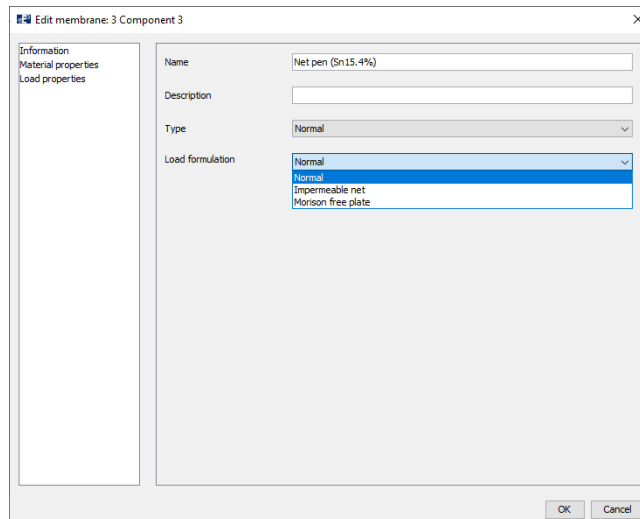 Edit membrane: 3 Component 3
Information
Material properties
Load properties
Name
Net pen (Sn15.4%)
Description
Type
Normal
Load formulation
Normal
Normal
Impermeable net
Morison free plate
OK
Cancel